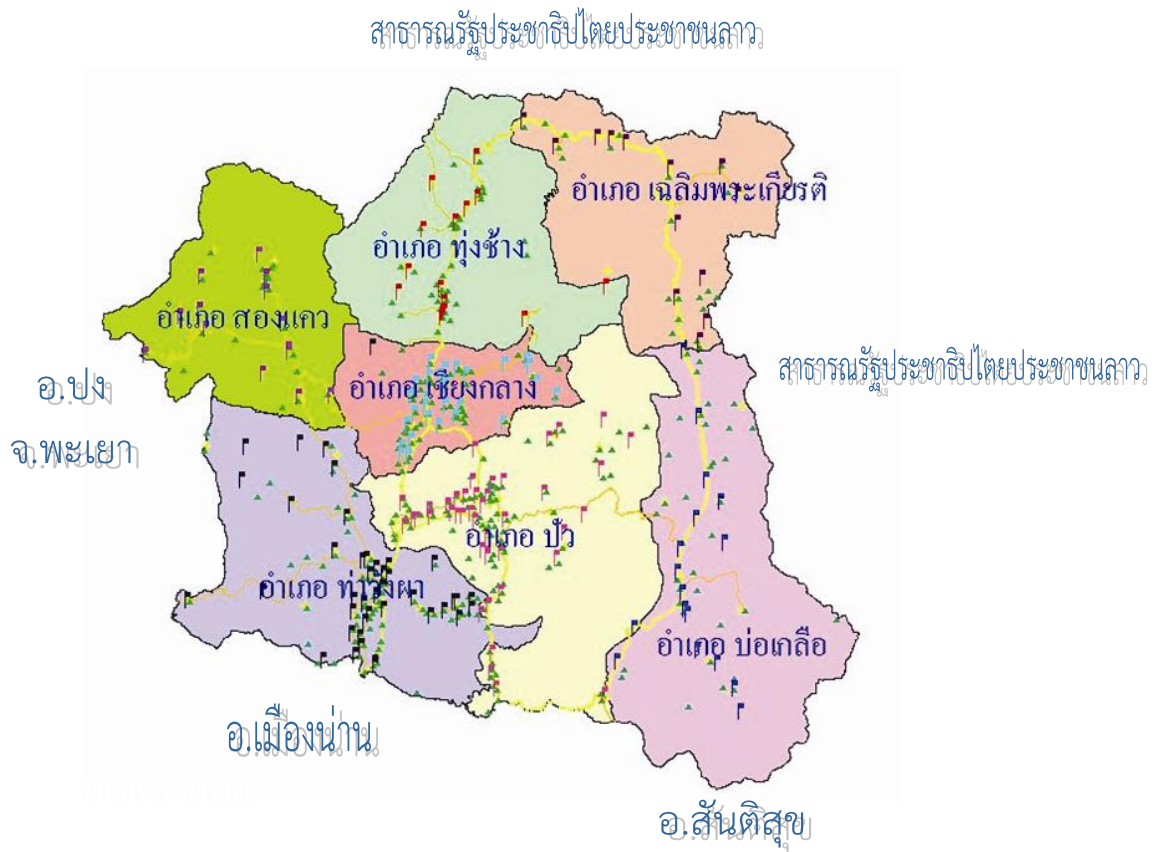 สาธารณรัฐประชาธิปไตยประชาชนลาว
อำเภอ เฉลิมพระเกียรติ
อำเภอ ทุ่งช้าง
อำเภอ สองแคว
สาธารณรัฐประชาธิปไตยประชาชนลาว
อ.ปง
อำเภอ เชียงกลาง
จ.พะเยา
อำเภอ ปัว
อำเภอ ท่าวังผา
อำเภอ บ่อเกลือ
อ.เมืองน่าน
อ.สันติสุข